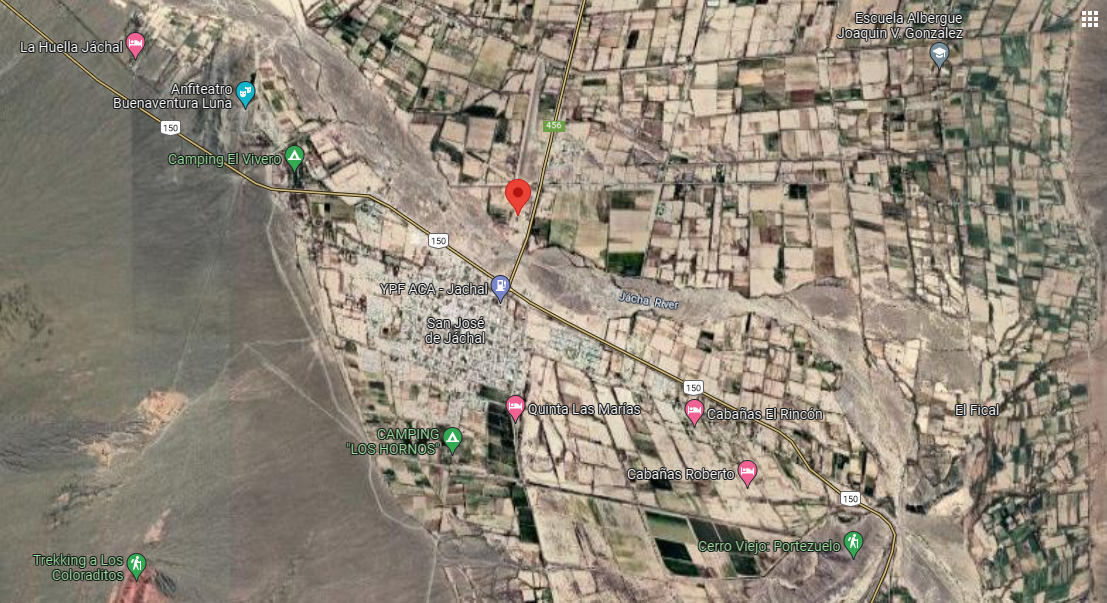 Escuela Albergue
Joaquin V. González
La Huella Jáchal
Anfiteatro
Buenaventura Luna
150
456
Camping El Vivero
150
YPF ACA - Jachal
Jácha River
San José
de Jáchal
150
Quinta Las Marías
Cabañas El Rincón
El Fical
CAMPING
"LOS HORNOS"
Cabañas Roberto
150
Cerro Viejo: Portezuelo
Trekking a Los
Coloraditos